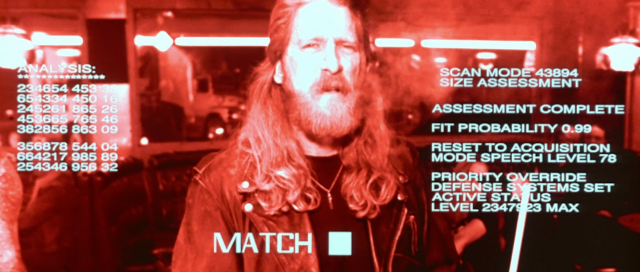 ANALYSIS:
***************
234654 453 38
654334 450 16
245261 865 26
453665 765 46
382856 863 09
356878 544 04
664217 985 89
254346 956 32
SCAN MODE 43894
SIZE ASSESSMENT
ASSESSMENT COMPLETE
FIT PROBABILITY 0.99
RESET TO ACQUISITION
MODE SPEECH LEVEL 78
PRIORITY OVERRIDE
DEFENSE SYSTEMS SET
ACTIVE STATUS
LEVEL 2347923 MAX
MATCH